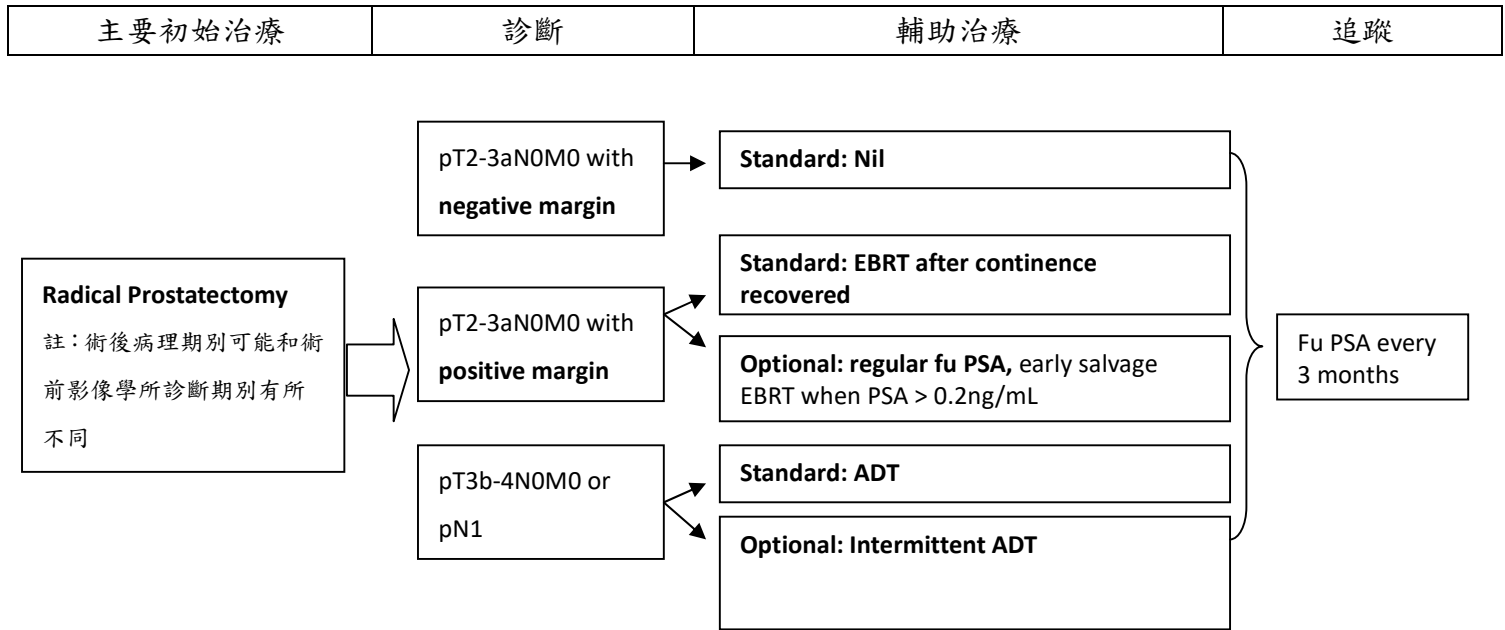 主要初始治療
診斷
輔助治療
追蹤
Radical Prostatectomy
註：術後病理期別可能和術
前影像學所診斷期別有所
不同
pT2-3aN0M0 with
negative margin
pT2-3aN0M0 with
positive margin
pT3b-4N0M0 or
pN1
Standard: Nil
Standard: EBRT after continence
recovered
Optional: regular fu PSA, early salvage
EBRT when PSA > 0.2ng/mL
Standard: ADT
Optional: Intermittent ADT
Fu PSA every
3 months